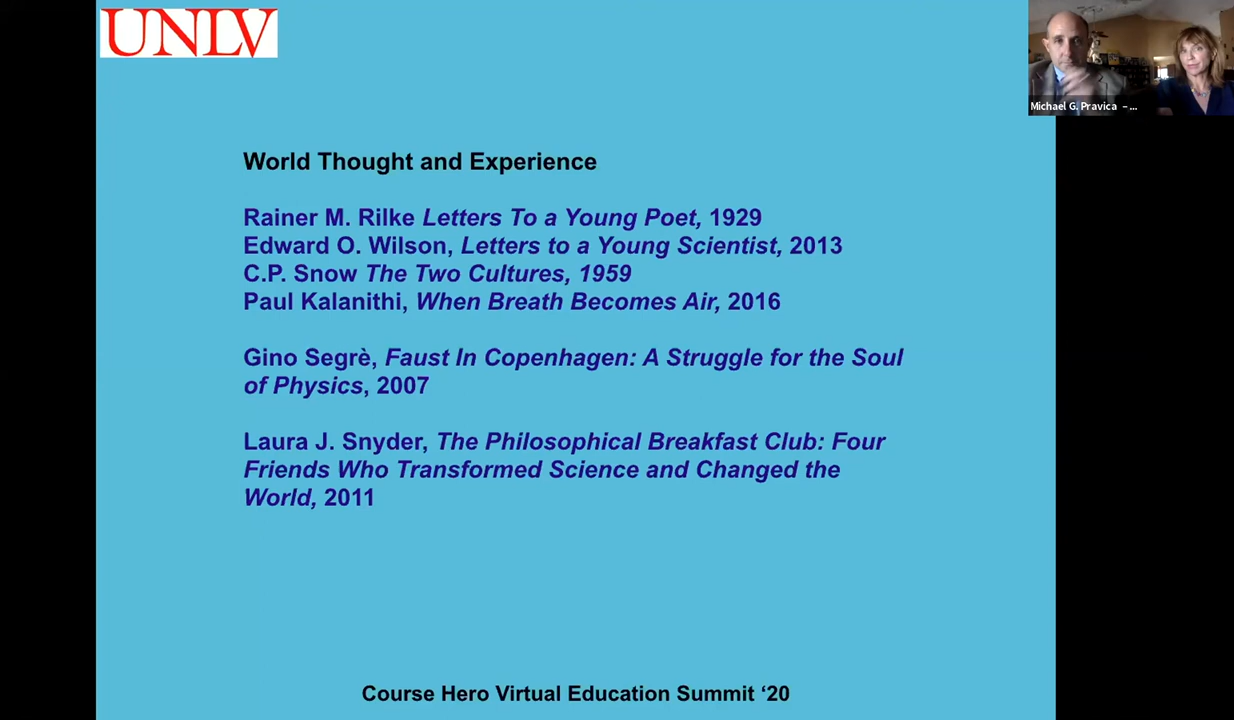 UNLV
Michael G. Pravica – ...
World Thought and Experience
Rainer M. Rilke Letters To a Young Poet, 1929
Edward O. Wilson, Letters to a Young Scientist, 2013
C.P. Snow The Two Cultures, 1959
Paul Kalanithi, When Breath Becomes Air, 2016
Gino Segrè, Faust In Copenhagen: A Struggle for the Soul
of Physics, 2007
Laura J. Snyder, The Philosophical Breakfast Club: Four
Friends Who Transformed Science and Changed the
World, 2011
Course Hero Virtual Education Summit ‘20